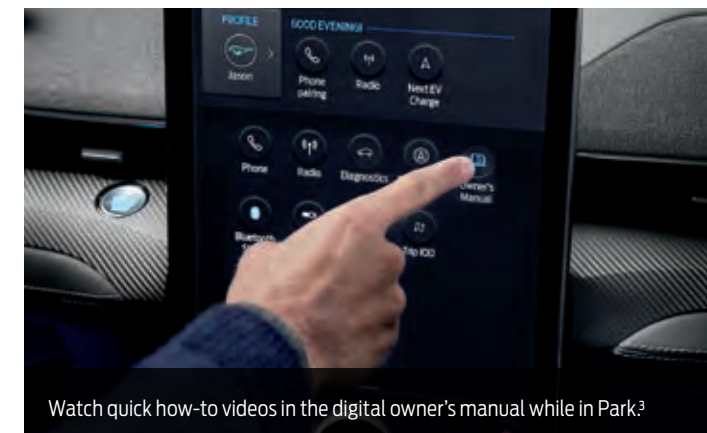 PROFILE
GOOD EVENING!
Jason
Phone
pairing
Radio
Next EV
Charge
Phone
Radio
Diagnostics
Owner's
Manual
Bluetooth
Trip
Watch quick how-to videos in the digital owner's manual while in Park.³